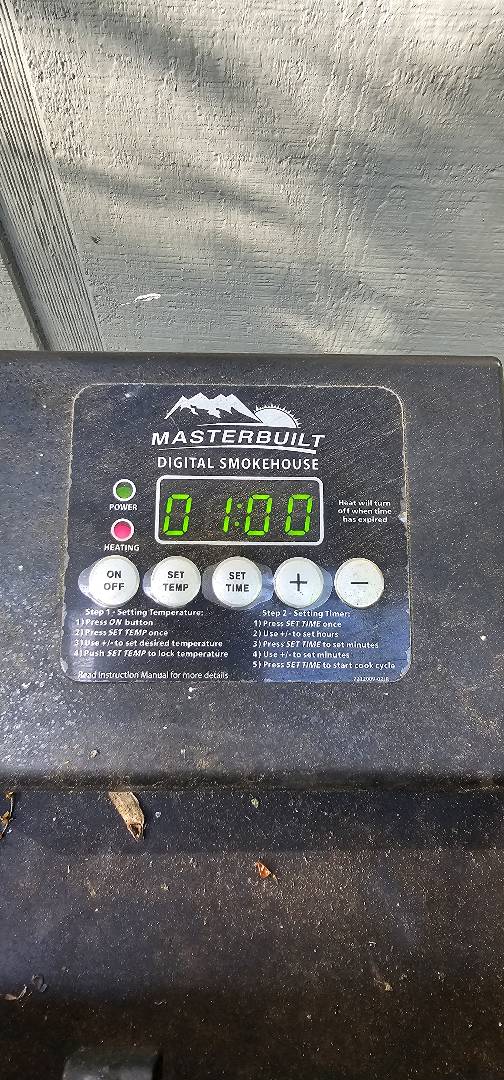 MASTERBUILT
DIGITAL SMOKEHOUSE
01:00
POWER
HEATING
Heat will turn
off when time
has expired
ON
OFF
SET
TEMP
SET
TIME
+
−
Step 1 - Setting Temperature:
1) Press ON button
2) Press SET TEMP once
3) Use +/- to set desired temperature
4) Push SET TEMP to lock temperature
Step 2 - Setting Timer:
1) Press SET TIME once
2) Use +/- to set hours
3) Press SET TIME to set minutes
4) Use +/- to set minutes
5) Press SET TIME to start cook cycle
Read Instruction Manual for more details